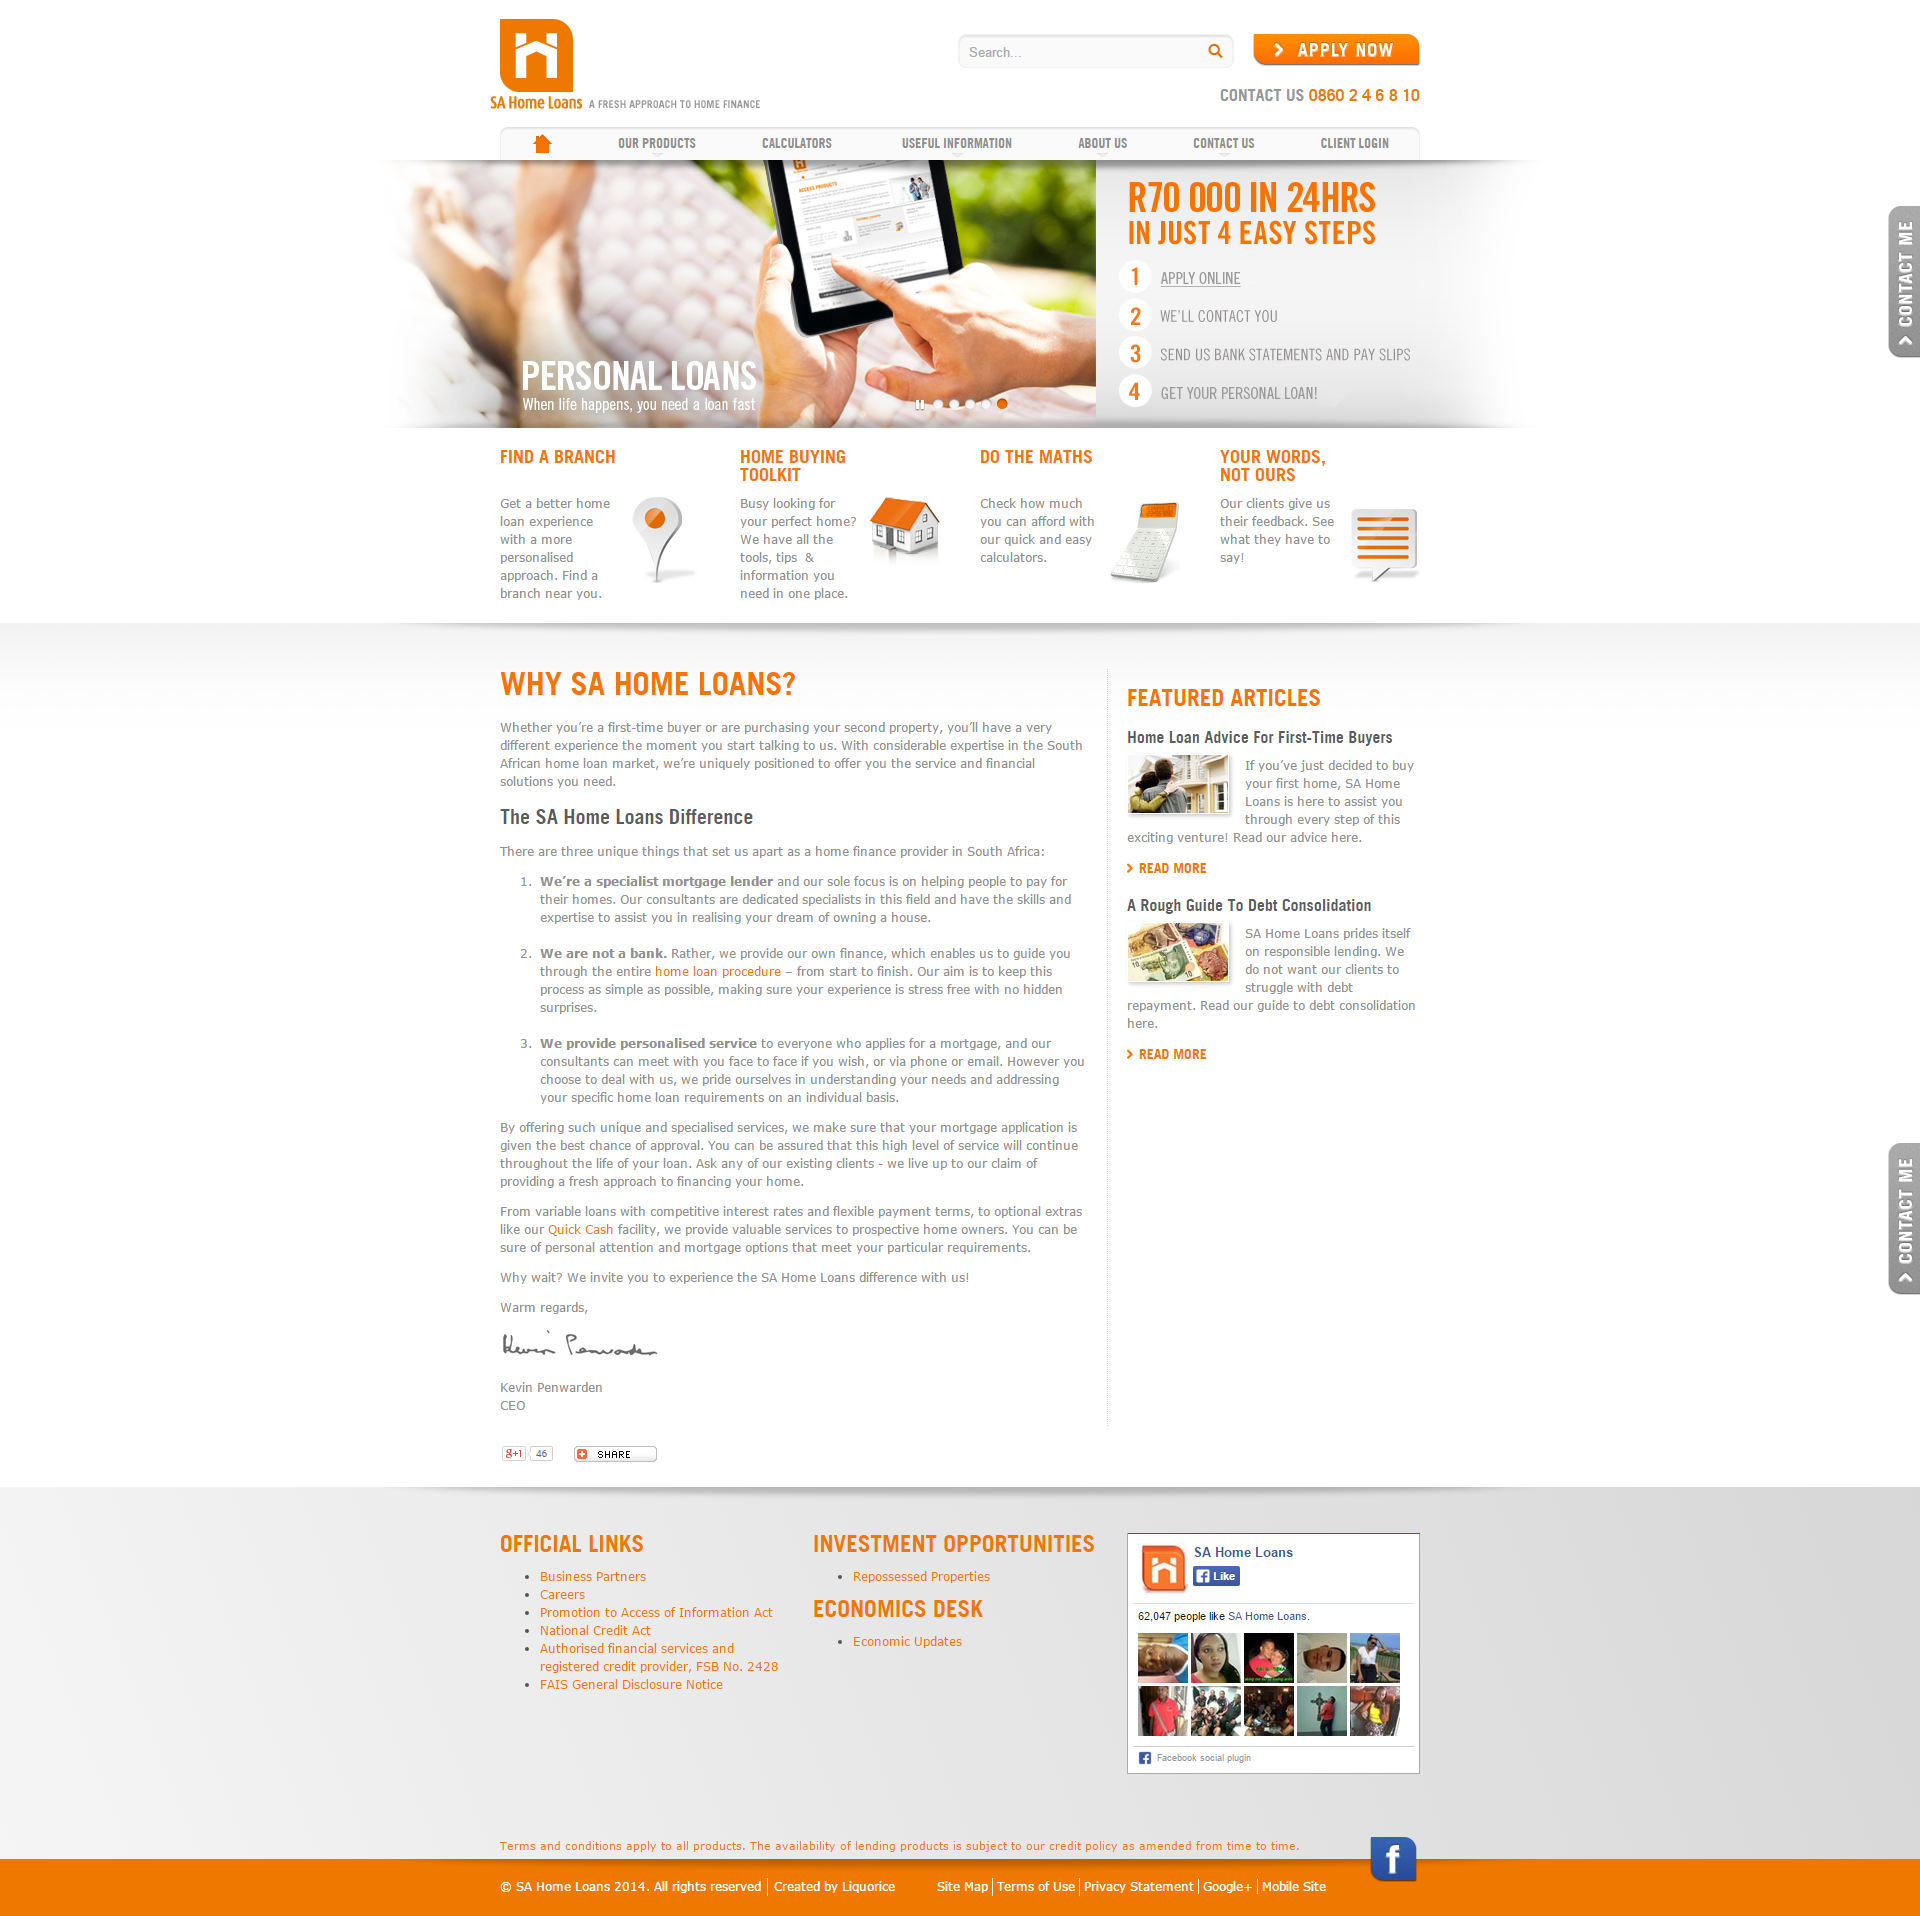 SA Home Loans A FRESH APPROACH TO HOME FINANCE
Search...
APPLY NOW
CONTACT US 0860 2 4 6 8 10
OUR PRODUCTS
CALCULATORS
USEFUL INFORMATION
ABOUT US
CONTACT US
CLIENT LOGIN
PERSONAL LOANS
When life happens, you need a loan fast
R70 000 IN 24HRS
IN JUST 4 EASY STEPS
1 APPLY ONLINE
2 WE'LL CONTACT YOU
3 SEND US BANK STATEMENTS AND PAY SLIPS
4 GET YOUR PERSONAL LOAN!
CONTACT ME
FIND A BRANCH
Get a better home
loan experience
with a more
personalised
approach. Find a
branch near you.
HOME BUYING
TOOLKIT
Busy looking for
your perfect home?
We have all the
tools, tips &
information you
need in one place.
DO THE MATHS
Check how much
you can afford with
our quick and easy
calculators.
YOUR WORDS,
NOT OURS
Our clients give us
their feedback. See
what they have to
say!
WHY SA HOME LOANS?
Whether you’re a first-time buyer or are purchasing your second property, you’ll have a very
different experience the moment you start talking to us. With considerable expertise in the South
African home loan market, we’re uniquely positioned to offer you the service and financial
solutions you need.
The SA Home Loans Difference
There are three unique things that set us apart as a home finance provider in South Africa:
1. We’re a specialist mortgage lender and our sole focus is on helping people to pay for
their homes. Our consultants are dedicated specialists in this field and have the skills and
expertise to assist you in realising your dream of owning a house.
2. We are not a bank. Rather, we provide our own finance, which enables us to guide you
through the entire home loan procedure – from start to finish. Our aim is to keep this
process as simple as possible, making sure your experience is stress free with no hidden
surprises.
3. We provide personalised service to everyone who applies for a mortgage, and our
consultants can meet with you face to face if you wish, or via phone or email. However you
choose to deal with us, we pride ourselves in understanding your needs and addressing
your specific home loan requirements on an individual basis.
By offering such unique and specialised services, we make sure that your mortgage application is
given the best chance of approval. You can be assured that this high level of service will continue
throughout the life of your loan. Ask any of our existing clients - we live up to our claim of
providing a fresh approach to financing your home.
From variable loans with competitive interest rates and flexible payment terms, to optional extras
like our Quick Cash facility, we provide valuable services to prospective home owners. You can be
sure of personal attention and mortgage options that meet your particular requirements.
Why wait? We invite you to experience the SA Home Loans difference with us!
Warm regards,
Kevin Penwarden
Kevin Penwarden
CEO
g+1 46
SHARE
FEATURED ARTICLES
Home Loan Advice For First-Time Buyers
If you’ve just decided to buy
your first home, SA Home
Loans is here to assist you
through every step of this
exciting venture! Read our advice here.
READ MORE
A Rough Guide To Debt Consolidation
SA Home Loans prides itself
on responsible lending. We
do not want our clients to
struggle with debt
repayment. Read our guide to debt consolidation
here.
READ MORE
CONTACT ME
OFFICIAL LINKS
Business Partners
Careers
Promotion to Access of Information Act
National Credit Act
Authorised financial services and
registered credit provider, FSB No. 2428
FAIS General Disclosure Notice
INVESTMENT OPPORTUNITIES
Repossessed Properties
ECONOMICS DESK
Economic Updates
SA Home Loans
Like
62,047 people like SA Home Loans.
Facebook social plugin
Terms and conditions apply to all products. The availability of lending products is subject to our credit policy as amended from time to time.
© SA Home Loans 2014. All rights reserved | Created by Liquorice
Site Map | Terms of Use | Privacy Statement | Google+ | Mobile Site